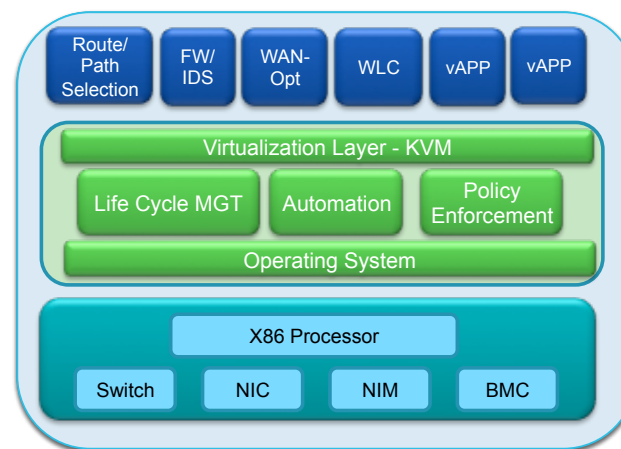 Route/
Path
Selection
FW/
IDS
WAN-
Opt
WLC
vAPP
vAPP
Virtualization Layer - KVM
Life Cycle MGT
Automation
Policy
Enforcement
Operating System
X86 Processor
Switch
NIC
NIM
BMC